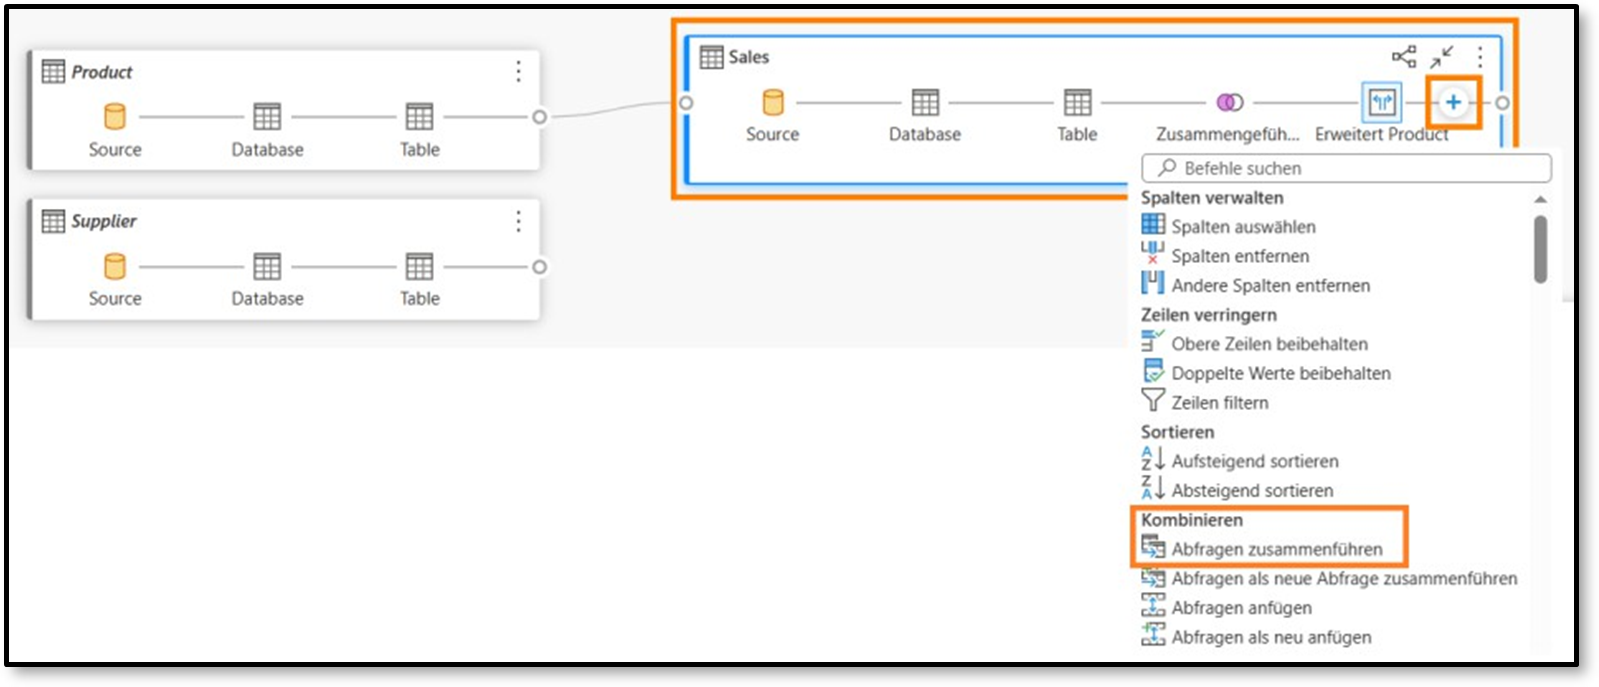 Product
Source
Database
Table
Supplier
Source
Database
Table
Sales
Source
Database
Table
Zusammengefüh...
Erweitert Product
Befehle suchen
Spalten verwalten
Spalten auswählen
Spalten entfernen
Andere Spalten entfernen
Zeilen verringern
Obere Zeilen beibehalten
Doppelte Werte beibehalten
Zeilen filtern
Sortieren
Aufsteigend sortieren
Absteigend sortieren
Kombinieren
Abfragen zusammenführen
Abfragen als neue Abfrage zusammenführen
Abfragen anfügen
Abfragen als neu anfügen